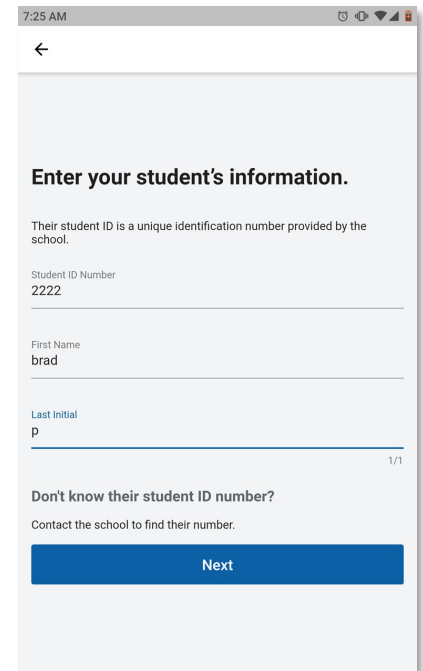 7:25 AM
Enter your student's information.
Their student ID is a unique identification number provided by the
school.
Student ID Number
2222
First Name
brad
Last Initial
p
1/1
Don't know their student ID number?
Contact the school to find their number.
Next